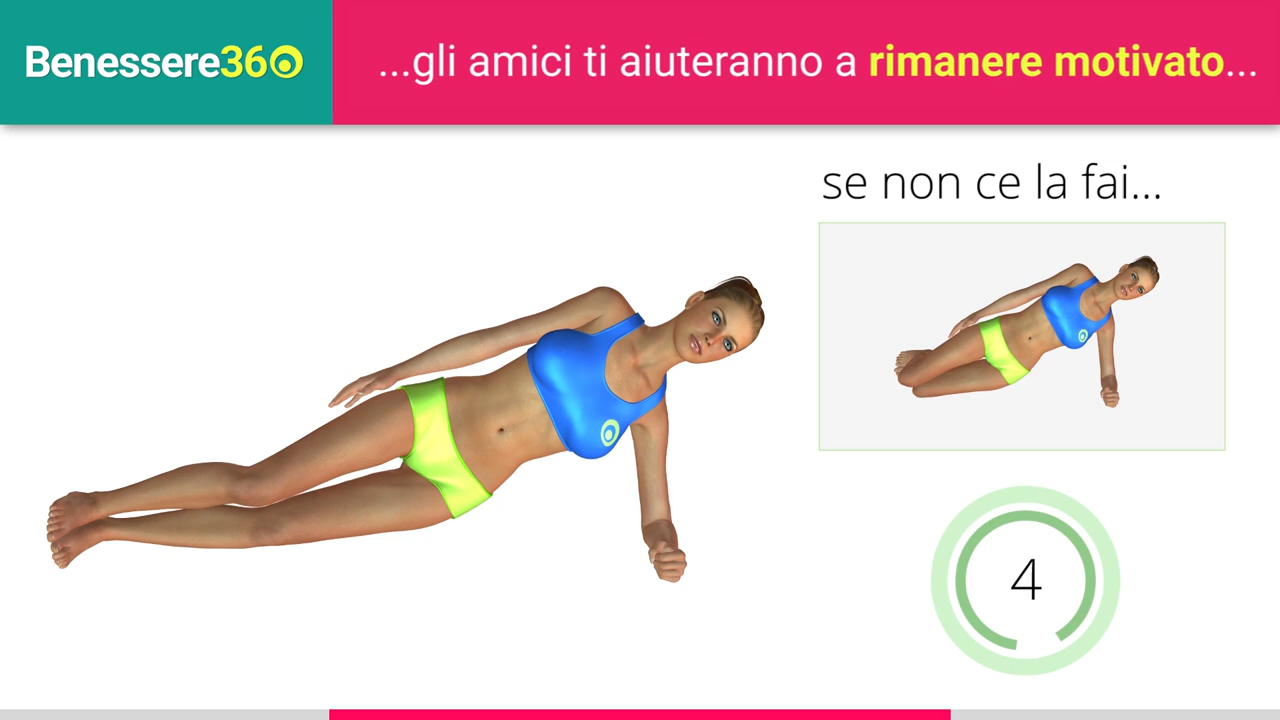 Benessere360
...gli amici ti aiuteranno a rimanere motivato...
se non ce la fai...
4